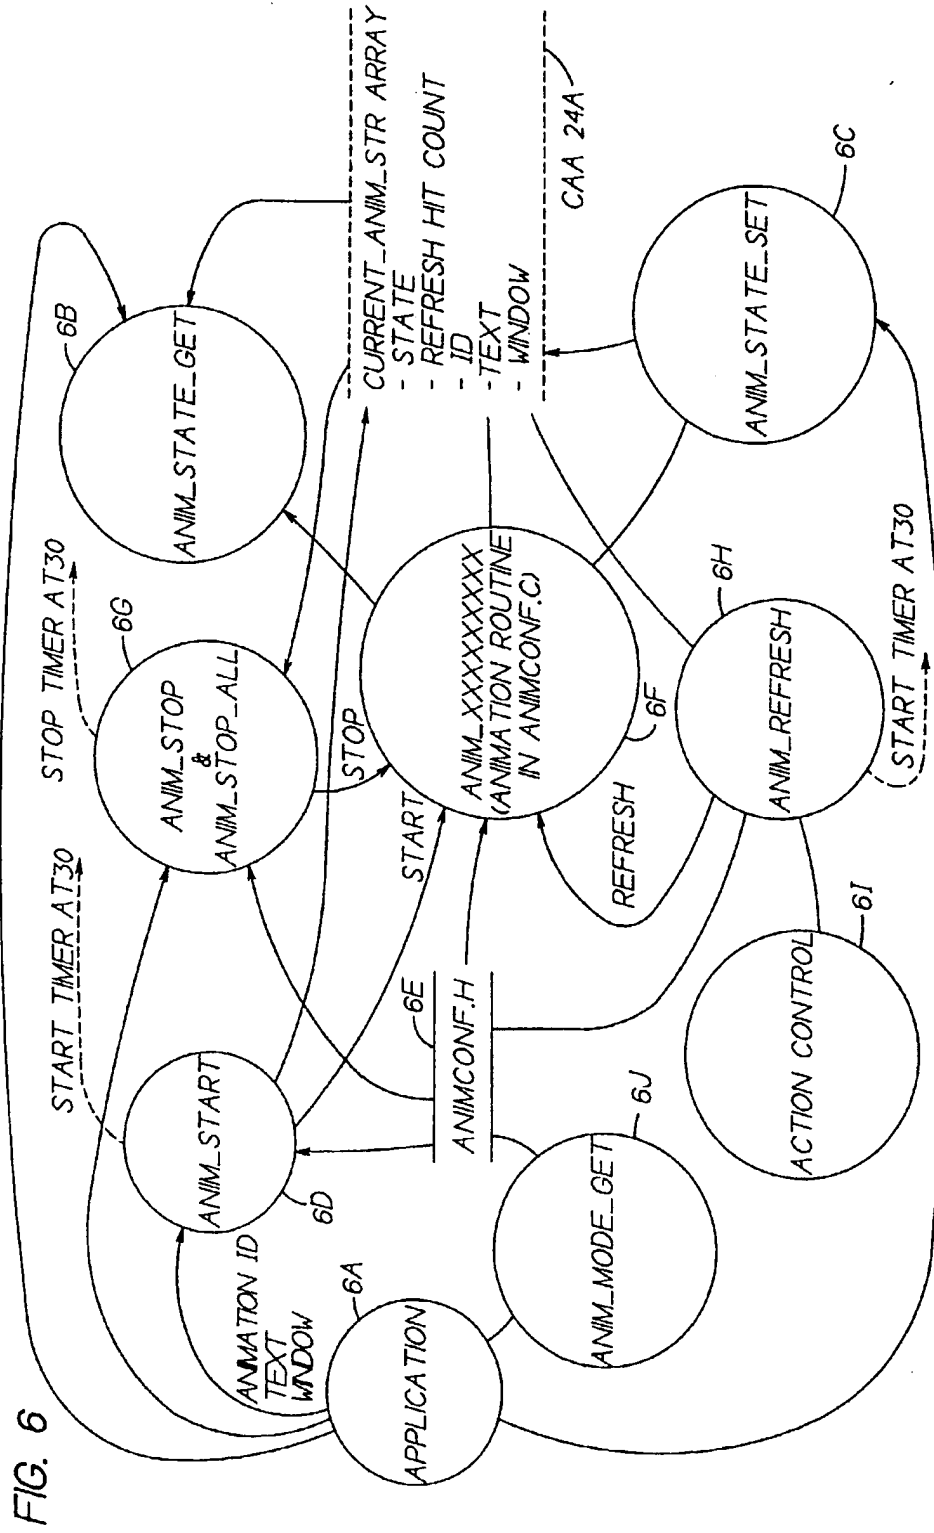 FIG. 6
6B
ANIM_STATE_GET
STOP TIMER AT30
6G
ANIM_STOP
&
ANIM_STOP_ALL
START TIMER AT30
ANIM_START
6D
ANIMATION ID
TEXT
WINDOW
6A
APPLICATION
CURRENT_ANIM_STR ARRAY
- STATE
- REFRESH HIT COUNT
- ID
- TEXT
- WINDOW
CAA 24A
STOP
START
ANIM_XXXXXXXXX
(ANIMATION ROUTINE
IN ANIMCONF.C)
6F
REFRESH
6E
ANIMCONF.H
6J
ANIM_MODE_GET
6C
ANIM_STATE_SET
6H
ANIM_REFRESH
START TIMER AT30
6I
ACTION CONTROL